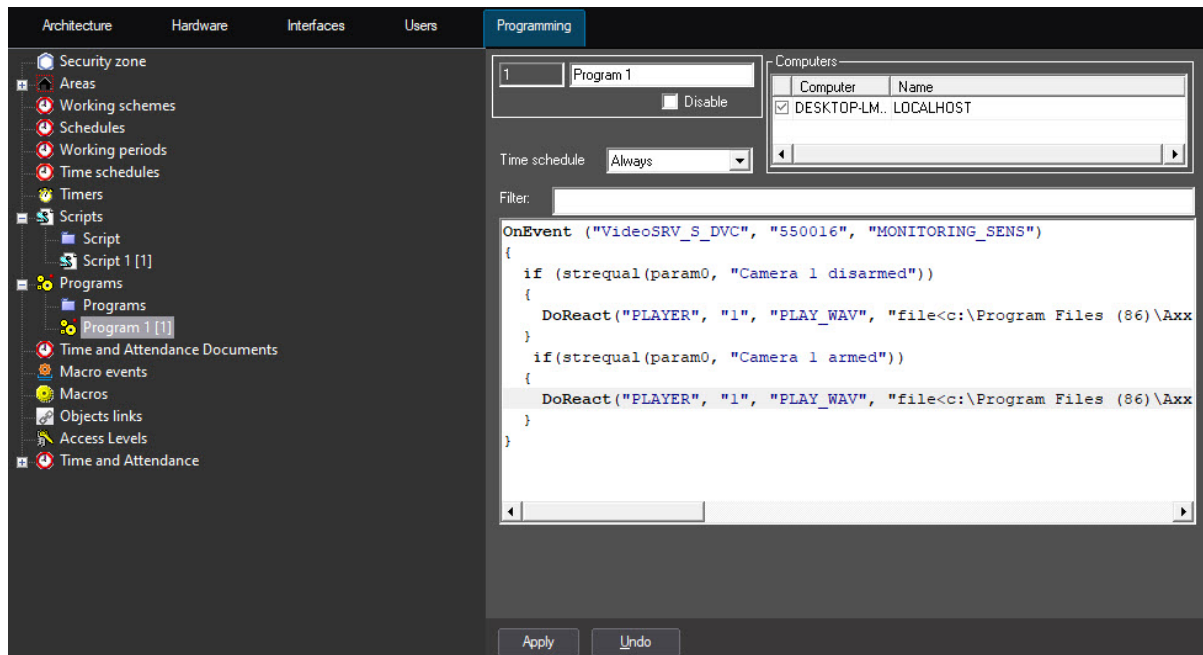 Architecture Hardware Interfaces Users Programming
Security zone
Areas
Working schemes
Schedules
Working periods
Time schedules
Timers
Scripts
Script
Script 1 [1]
Programs
Programs
Program 1 [1]
Time and Attendance Documents
Macro events
Macros
Objects links
Access Levels
Time and Attendance
1 Program 1
Disable
Computers
Computer Name
DESKTOP-LM.. LOCALHOST
Time schedule Always
Filter:
OnEvent ("VideoSRV_S_DVC", "550016", "MONITORING_SENS")
{
if (strequal(param0, "Camera 1 disarmed"))
{
DoReact("PLAYER", "1", "PLAY_WAV", "file<c:\Program Files (86)\Axx
}
if(strequal(param0, "Camera 1 armed"))
{
DoReact("PLAYER", "1", "PLAY_WAV", "file<c:\Program Files (86)\Axx
}
}
Apply Undo